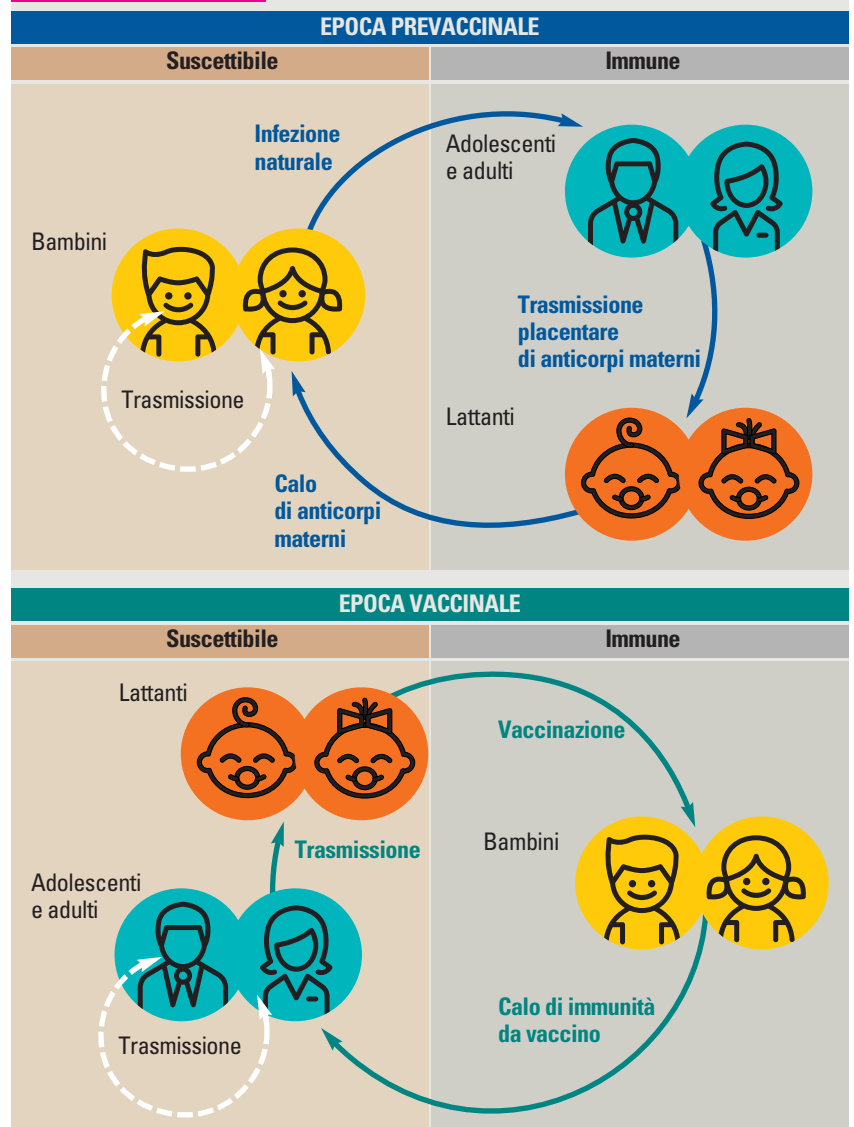 EPOCA PREVACCINALE
Suscettibile
Immune
Infezione
naturale
Adolescenti
e adulti
Bambini
Trasmissione
placentare
di anticorpi materni
Trasmissione
Lattanti
Calo
di anticorpi
materni
EPOCA VACCINALE
Suscettibile
Immune
Lattanti
Vaccinazione
Trasmissione
Bambini
Adolescenti
e adulti
Calo di immunità
da vaccino
Trasmissione